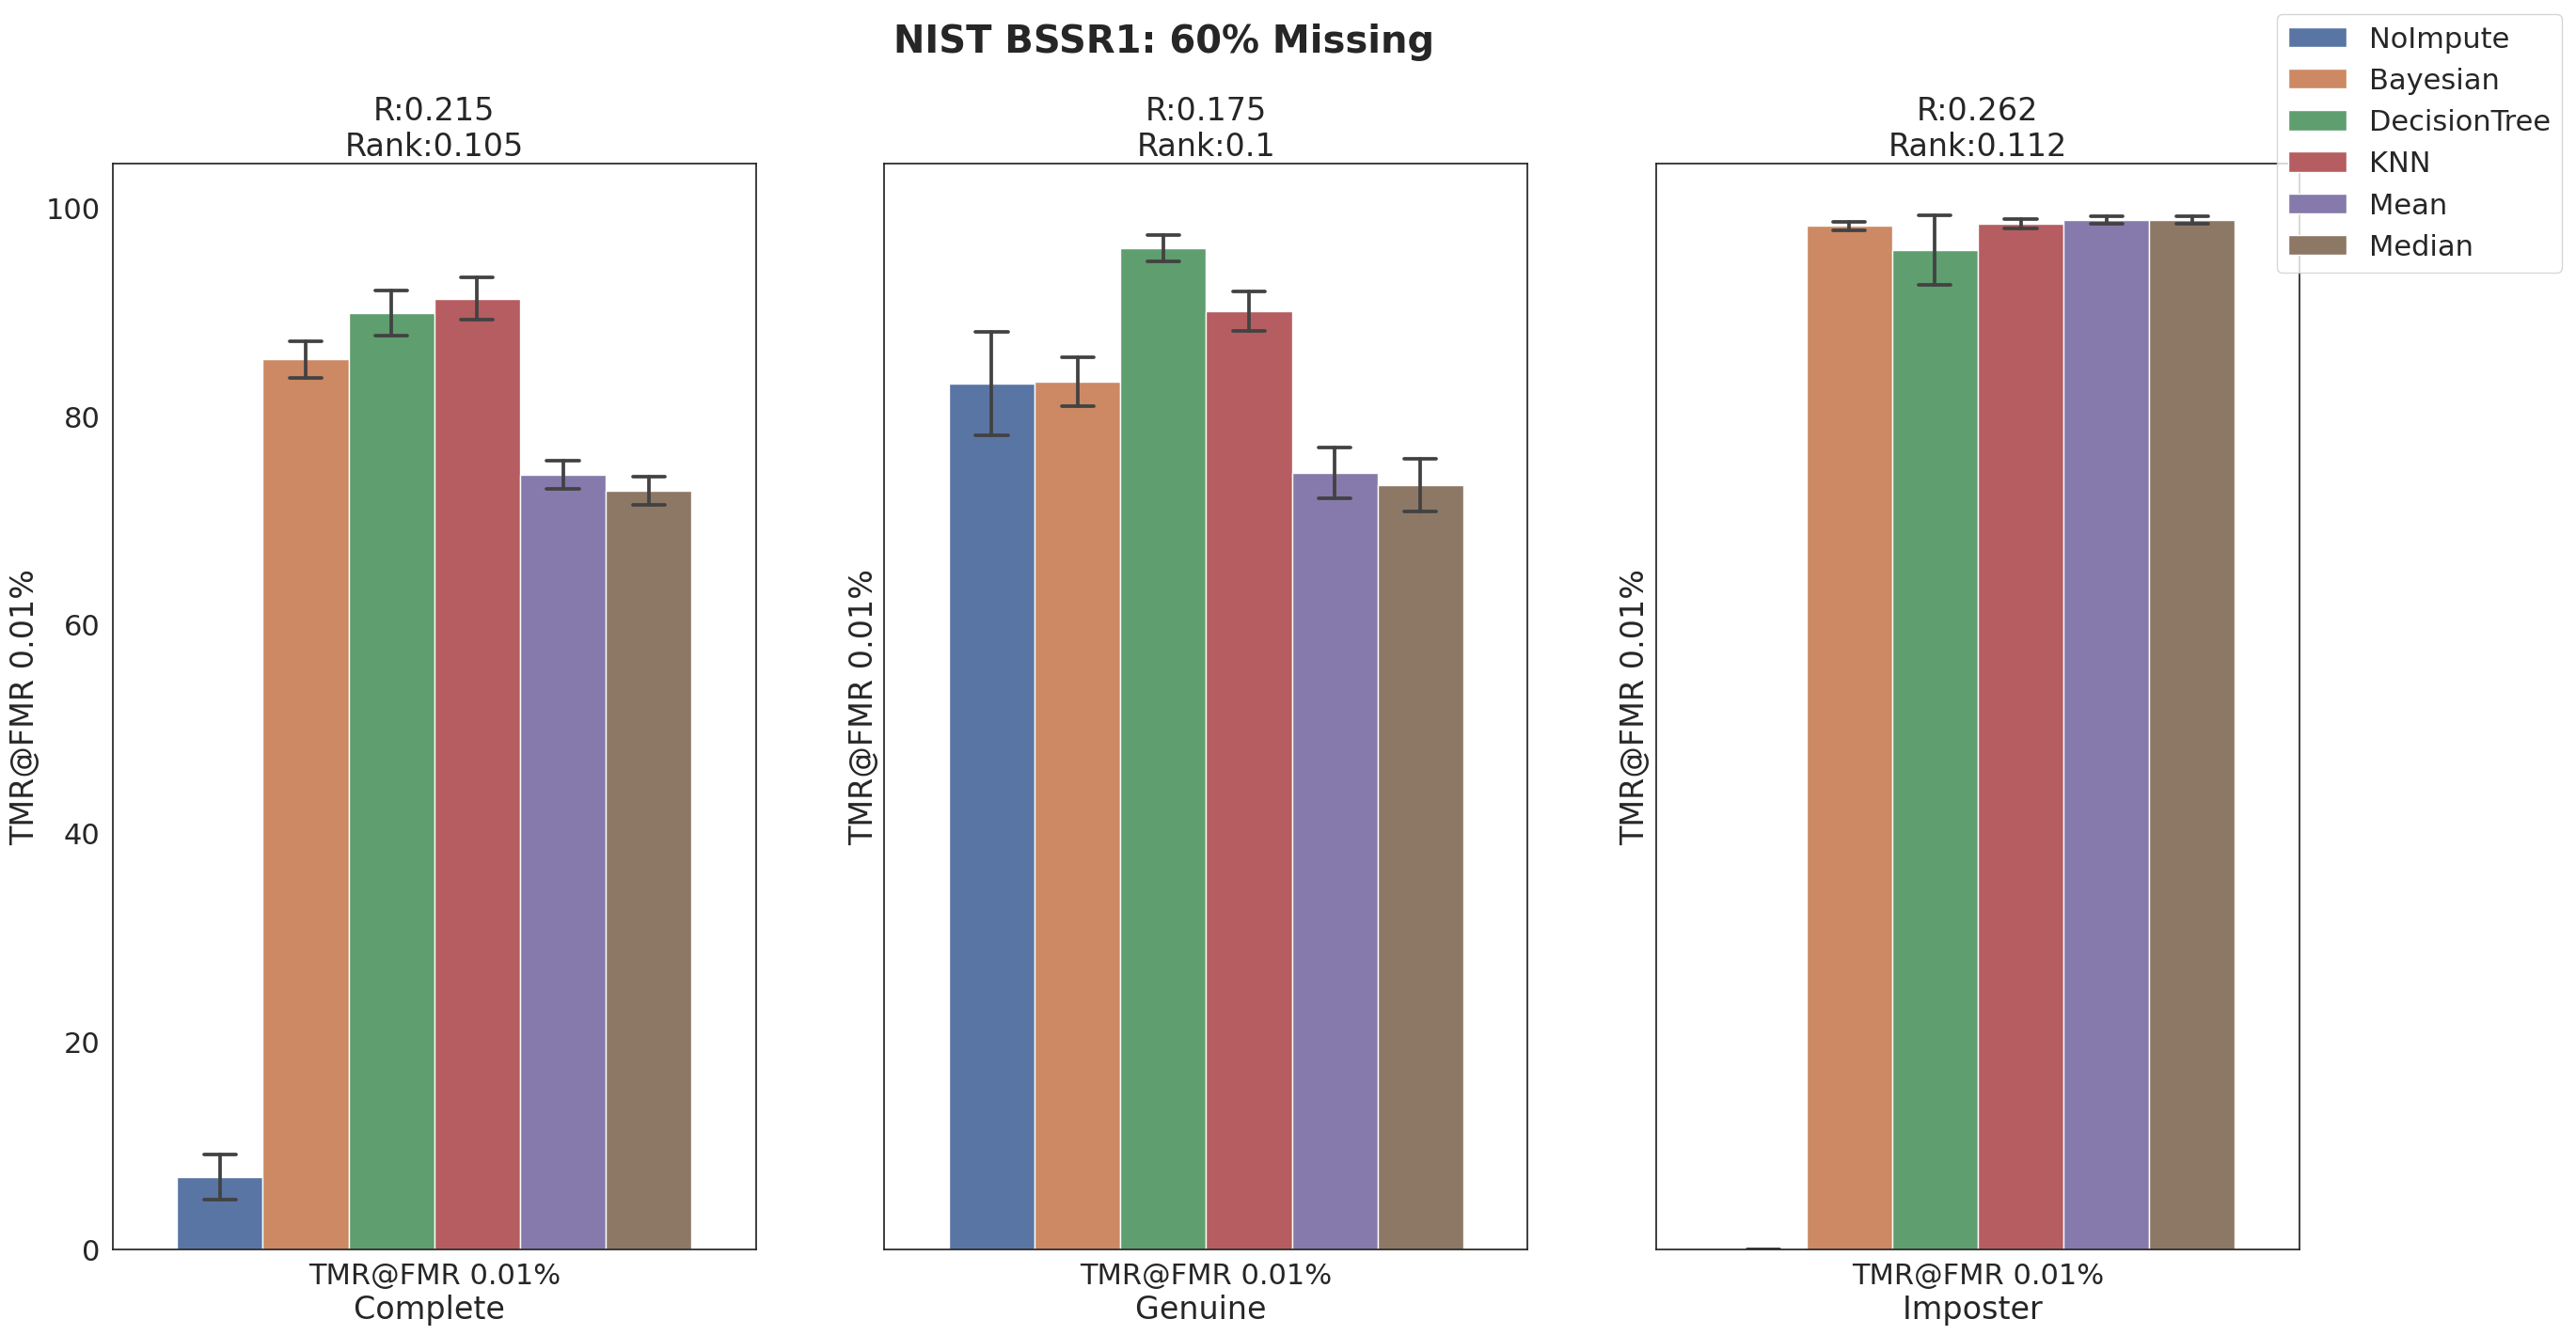 NIST BSSR1: 60% Missing
NoImpute
Bayesian
DecisionTree
KNN
Mean
Median
R:0.215
Rank:0.105
R:0.175
Rank:0.1
R:0.262
Rank:0.112
TMR@FMR 0.01%
100
80
60
40
20
0
TMR@FMR 0.01%
Complete
TMR@FMR 0.01%
TMR@FMR 0.01%
Genuine
TMR@FMR 0.01%
TMR@FMR 0.01%
Imposter